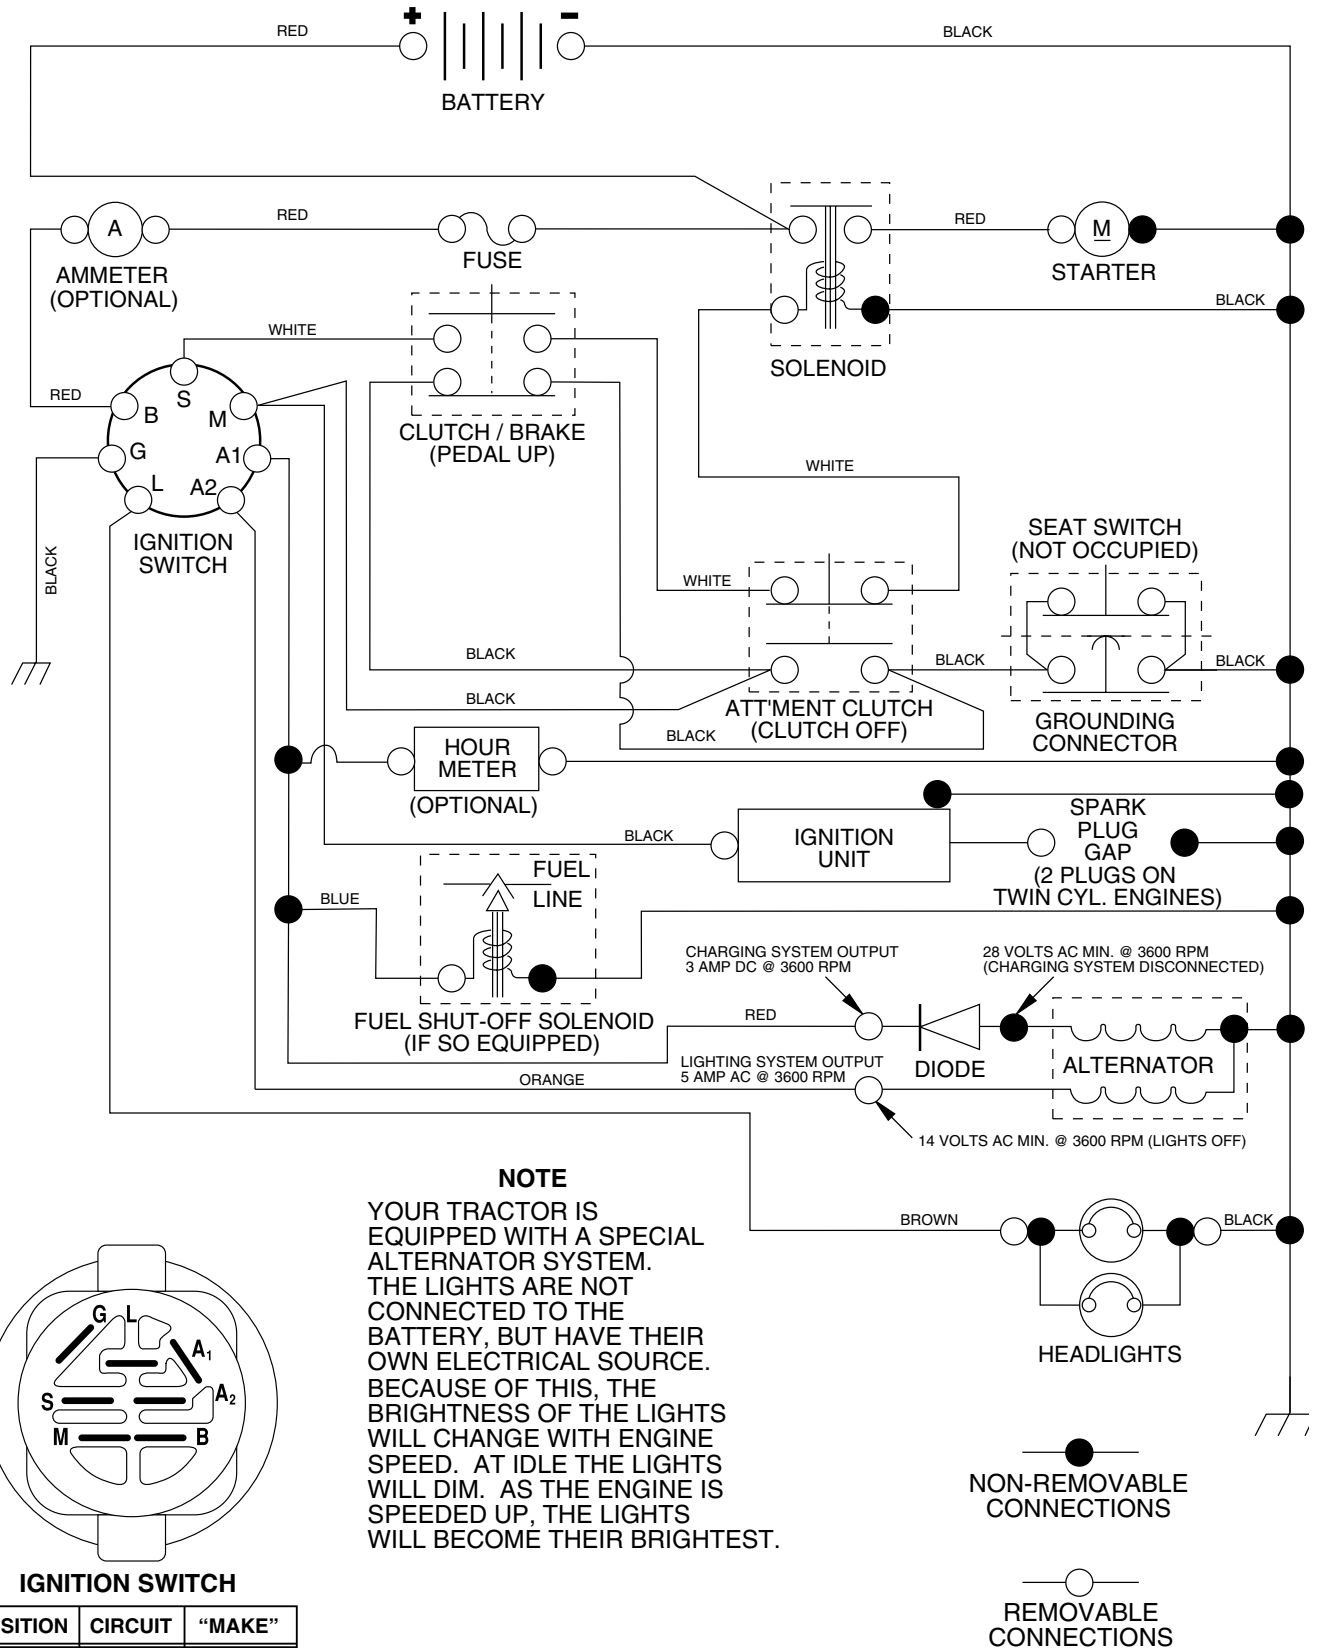 + −
RED
BLACK
BATTERY
A
RED
AMMETER
(OPTIONAL)
FUSE
RED
M
STARTER
BLACK
SOLENOID
WHITE
RED
S
B
M
G
A1
L
A2
IGNITION
SWITCH
BLACK
CLUTCH / BRAKE
(PEDAL UP)
WHITE
SEAT SWITCH
(NOT OCCUPIED)
WHITE
BLACK
BLACK
BLACK
BLACK
ATT'MENT CLUTCH
(CLUTCH OFF)
BLACK
GROUNDING
CONNECTOR
HOUR
METER
(OPTIONAL)
BLACK
IGNITION
UNIT
SPARK
PLUG
GAP
(2 PLUGS ON
TWIN CYL. ENGINES)
FUEL
LINE
BLUE
FUEL SHUT-OFF SOLENOID
(IF SO EQUIPPED)
CHARGING SYSTEM OUTPUT
3 AMP DC @ 3600 RPM
28 VOLTS AC MIN. @ 3600 RPM
(CHARGING SYSTEM DISCONNECTED)
RED
DIODE
ALTERNATOR
LIGHTING SYSTEM OUTPUT
5 AMP AC @ 3600 RPM
ORANGE
14 VOLTS AC MIN. @ 3600 RPM (LIGHTS OFF)
NOTE
YOUR TRACTOR IS
EQUIPPED WITH A SPECIAL
ALTERNATOR SYSTEM.
THE LIGHTS ARE NOT
CONNECTED TO THE
BATTERY, BUT HAVE THEIR
OWN ELECTRICAL SOURCE.
BECAUSE OF THIS, THE
BRIGHTNESS OF THE LIGHTS
WILL CHANGE WITH ENGINE
SPEED. AT IDLE THE LIGHTS
WILL DIM. AS THE ENGINE IS
SPEEDED UP, THE LIGHTS
WILL BECOME THEIR BRIGHTEST.
BROWN
BLACK
HEADLIGHTS
G L
A1
S
A2
M
B
IGNITION SWITCH
SITION CIRCUIT “MAKE”
NON-REMOVABLE
CONNECTIONS
REMOVABLE
CONNECTIONS